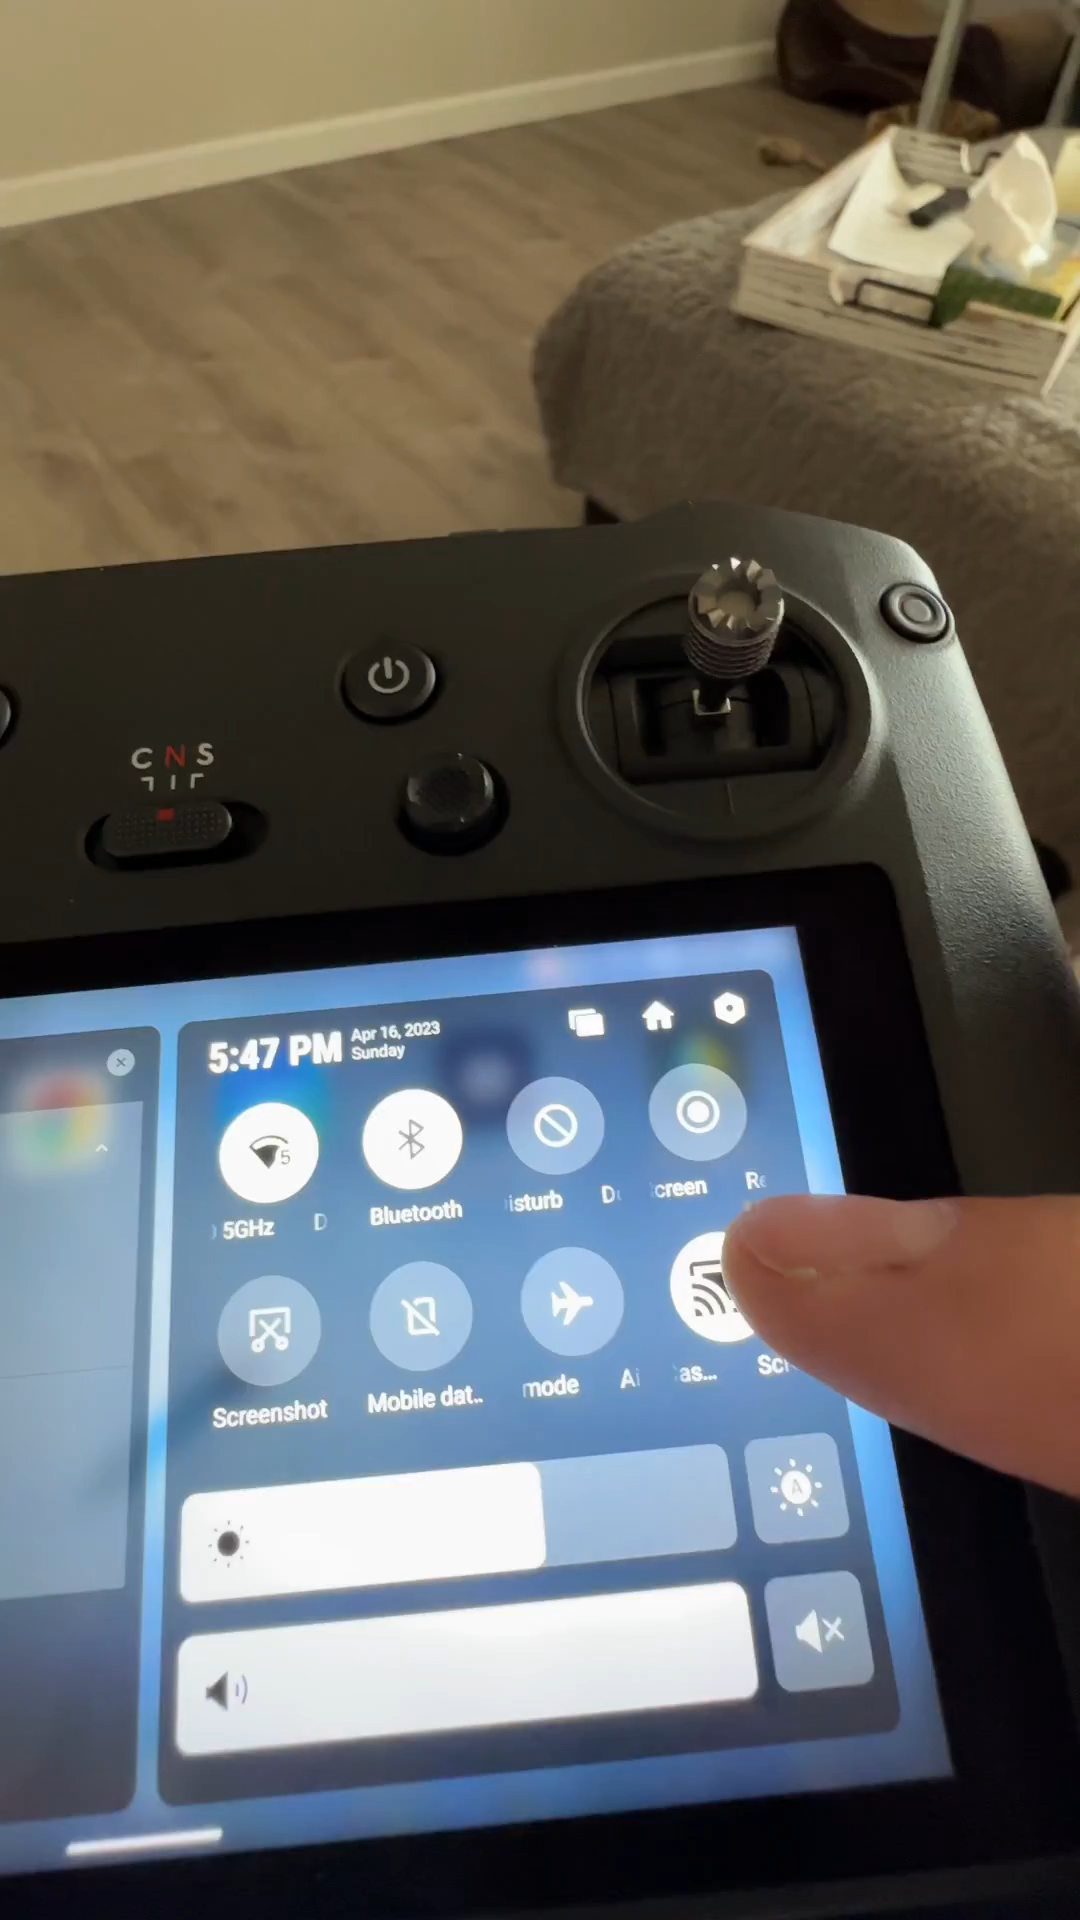 C N S
5:47 PM
Apr 16, 2023
Sunday
5
5GHz D
Bluetooth
isturb D
creen Re
Screenshot
Mobile dat..
mode Ai
as... Scr
A